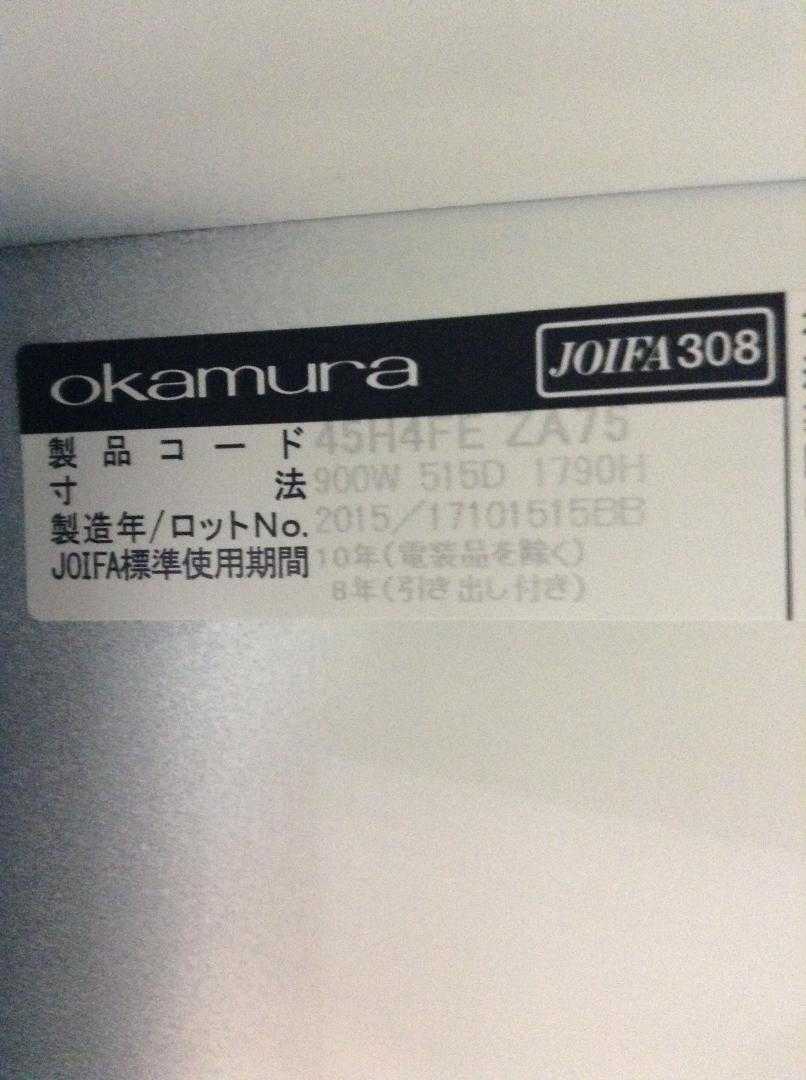 okamura JOIFA308
製品コード 45H4FE ZA75
寸法 900W 515D 1790H
製造年/ロットNo. 2015/17101515BB
JOIFA標準使用期間 10年(電装品を除く)
8年(引き出し付き)